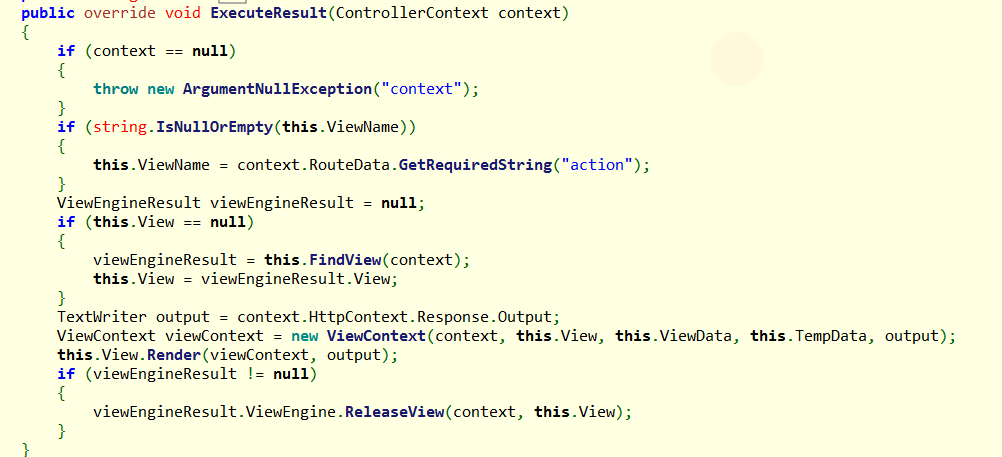 public override void ExecuteResult(ControllerContext context)
{
    if (context == null)
    {
        throw new ArgumentNullException("context");
    }
    if (string.IsNullOrEmpty(this.ViewName))
    {
        this.ViewName = context.RouteData.GetRequiredString("action");
    }
    ViewEngineResult viewEngineResult = null;
    if (this.View == null)
    {
        viewEngineResult = this.FindView(context);
        this.View = viewEngineResult.View;
    }
    TextWriter output = context.HttpContext.Response.Output;
    ViewContext viewContext = new ViewContext(context, this.View, this.ViewData, this.TempData, output);
    this.View.Render(viewContext, output);
    if (viewEngineResult != null)
    {
        viewEngineResult.ViewEngine.ReleaseView(context, this.View);
    }
}